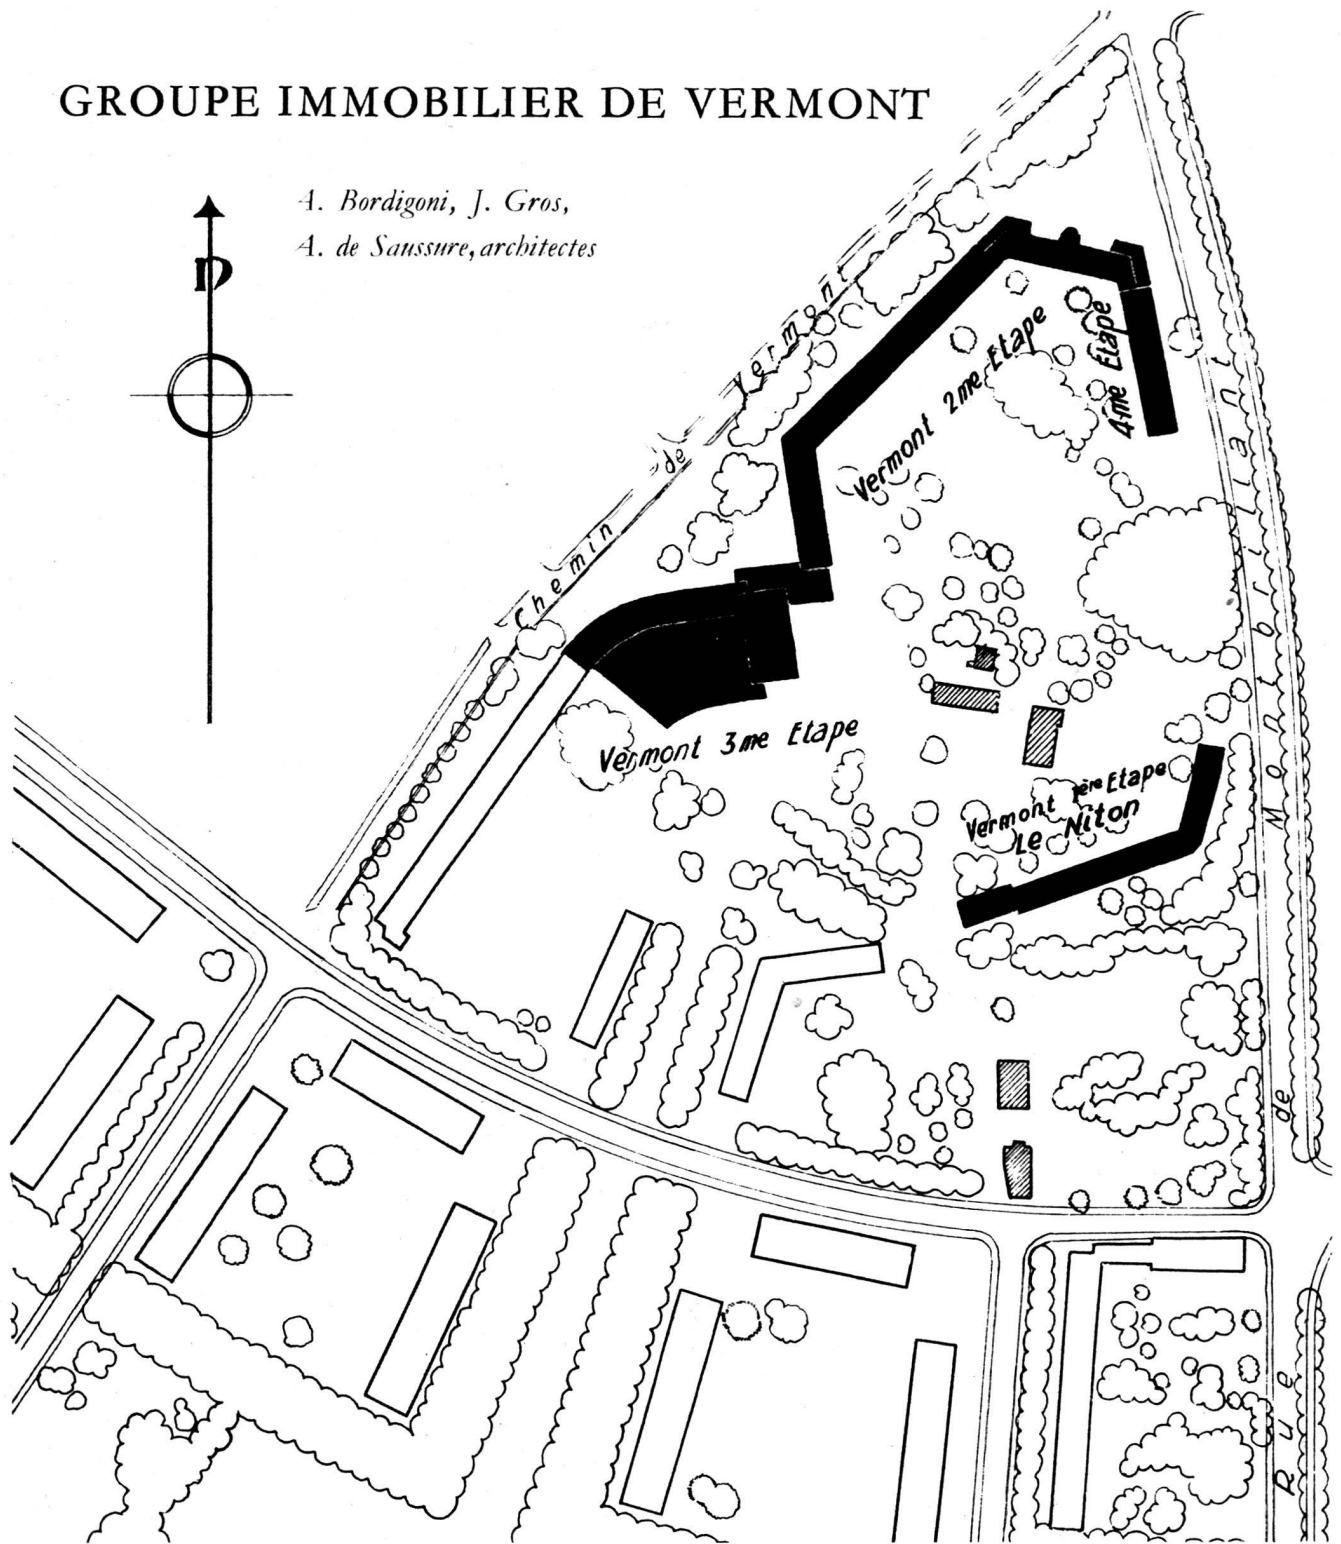 GROUPE IMMOBILIER DE VERMONT
A. Bordigoni, J. Gros,
A. de Saussure, architectes
n
Chemin de Vermont
Vermont 2me Etape
4me Etape
Vermont 3me Etape
Vermont 1ère Etape
Le Niton
Rue de Montbrillant